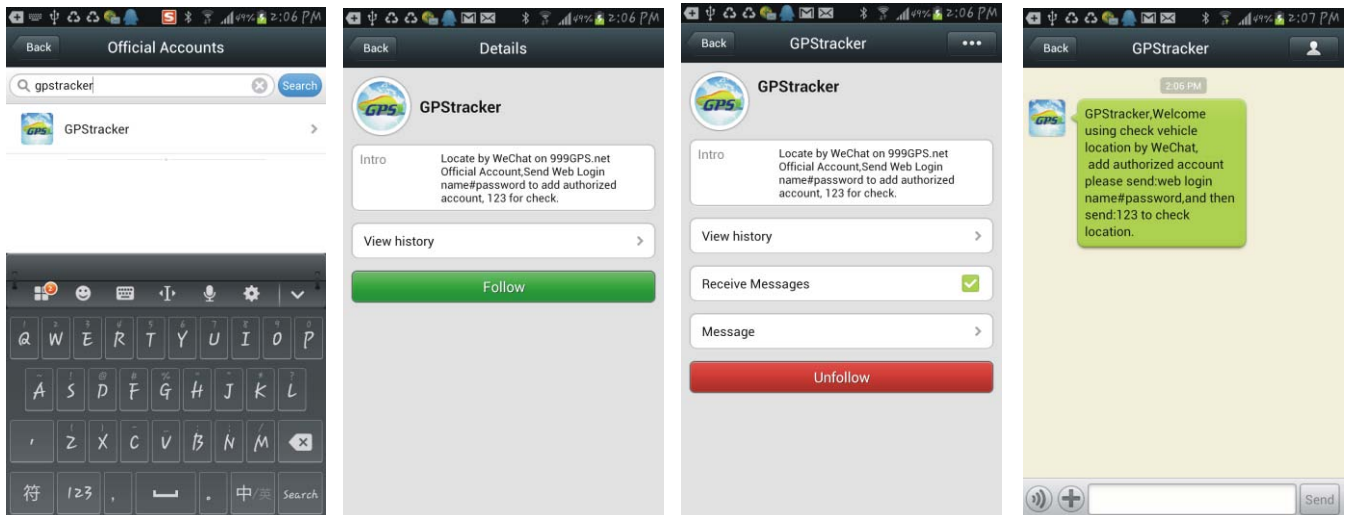 2:06 PM
Back
Official Accounts
gpstracker
Search
GPS
GPStracker
Q W E R T Y U I O P
A S D F G H J K L
Z X C V B N M
符 123 , . 中/英 Search
49% 2:06 PM
Back
Details
GPS
GPStracker
Intro
Locate by WeChat on 999GPS.net
Official Account,Send Web Login
name#password to add authorized
account, 123 for check.
View history
Follow
49% 2:06 PM
Back
GPStracker
GPS
GPStracker
Intro
Locate by WeChat on 999GPS.net
Official Account,Send Web Login
name#password to add authorized
account, 123 for check.
View history
Receive Messages
Message
Unfollow
49% 2:07 PM
Back
GPStracker
2:06 PM
GPS
GPStracker,Welcome
using check vehicle
location by WeChat,
add authorized account
please send:web login
name#password,and then
send:123 to check
location.
Send